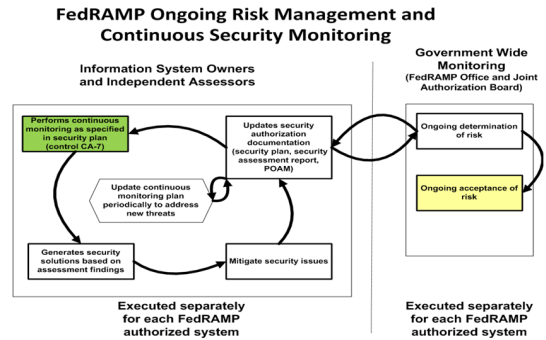 FedRAMP Ongoing Risk Management and
Continuous Security Monitoring
Information System Owners
and Independent Assessors
Performs continuous
monitoring as specified
in security plan
(control CA-7)
Updates security
authorization
documentation
(security plan, security
assessment report,
POAM)
Update continuous
monitoring plan
periodically to address
new threats
Generates security
solutions based on
assessment findings
Mitigate security issues
Executed separately
for each FedRAMP
authorized system
Government Wide
Monitoring
(FedRAMP Office and Joint
Authorization Board)
Ongoing determination
of risk
Ongoing acceptance of
risk
Executed separately
for each FedRAMP
authorized system